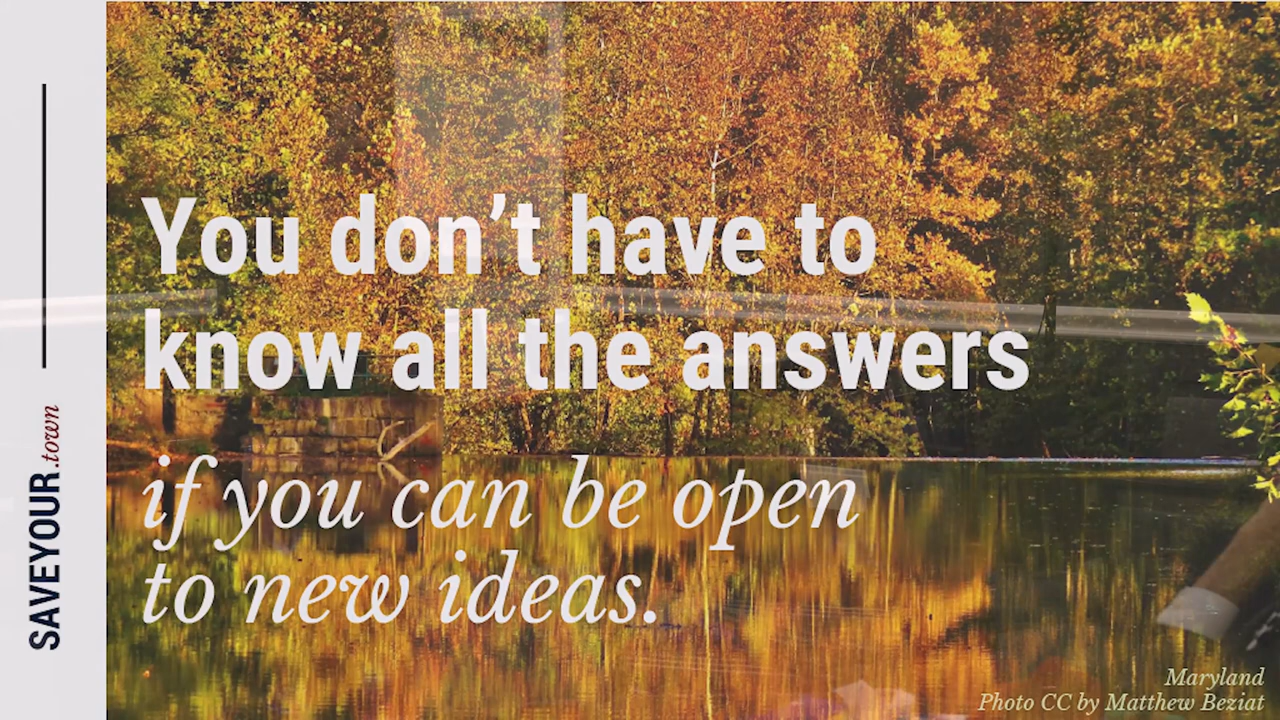 SAVEYOUR.town
You don't have to
know all the answers
if you can be open
to new ideas.
Maryland
Photo CC by Matthew Beziat